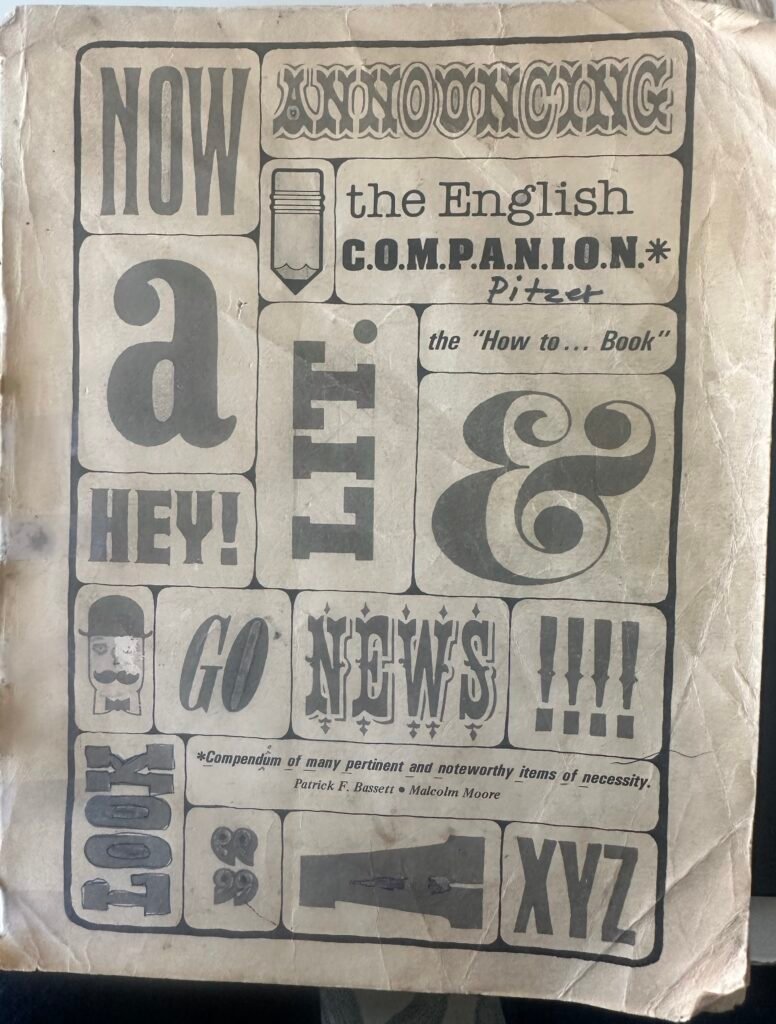 NOW
ANNOUNCING
the English
C.O.M.P.A.N.I.O.N.*
Pitzer
a
LIT.
the "How to... Book"
&
HEY!
GO
NEWS
!!!!
LOOK
*Compendum of many pertinent and noteworthy items of necessity.
Patrick F. Bassett • Malcolm Moore
A
XYZ